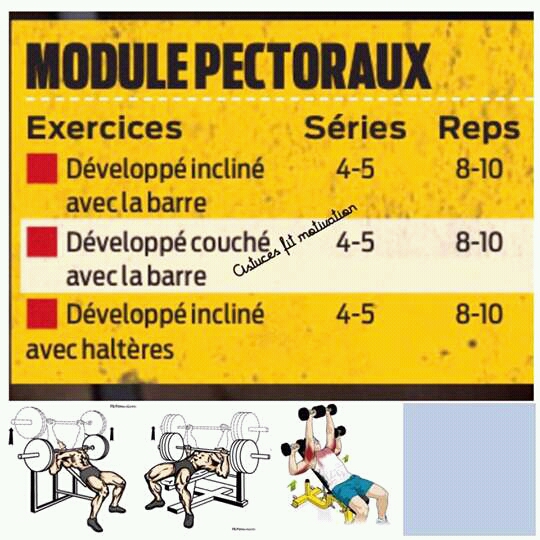 MODULE PECTORAUX
Exercices Séries Reps
Développé incliné 4-5 8-10
avec la barre
Développé couché 4-5 8-10
avec la barre
Astuces fit motivation
Développé incliné 4-5 8-10
avec haltères